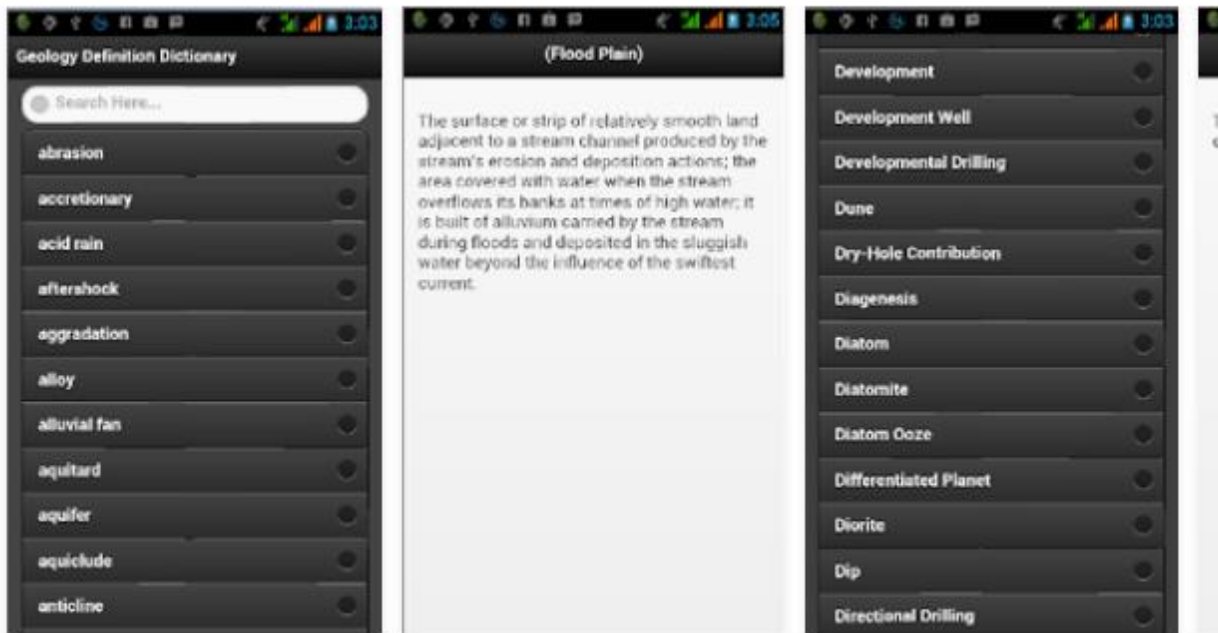 3:03
Geology Definition Dictionary
Search Here...
abrasion
accretionary
acid rain
aftershock
aggradation
alloy
alluvial fan
aquitard
aquifer
aquiclude
anticline
3:05
(Flood Plain)
The surface or strip of relatively smooth land
adjacent to a stream channel produced by the
stream's erosion and deposition actions; the
area covered with water when the stream
overflows its banks at times of high water; it
is built of alluvium carried by the stream
during floods and deposited in the sluggish
water beyond the influence of the swiftest
current.
3:03
Development
Development Well
Developmental Drilling
Dune
Dry-Hole Contribution
Diagenesis
Diatom
Diatomite
Diatom Ooze
Differentiated Planet
Diorite
Dip
Directional Drilling